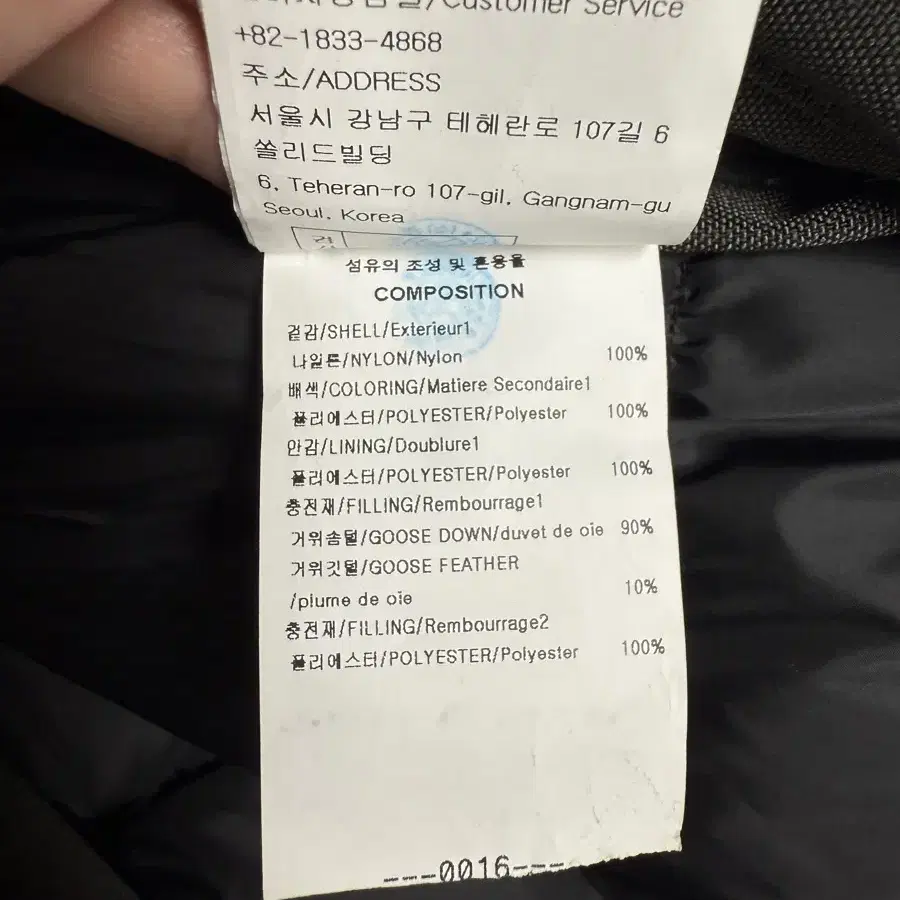 /Customer Service
+82-1833-4868
주소/ADDRESS
서울시 강남구 테헤란로 107길 6
쏠리드빌딩
6, Teheran-ro 107-gil, Gangnam-gu
Seoul, Korea
섬유의 조성 및 혼용율
COMPOSITION
겉감/SHELL/Exterieur1
나일론/NYLON/Nylon 100%
배색/COLORING/Matiere Secondaire1
폴리에스터/POLYESTER/Polyester 100%
안감/LINING/Doublure1
폴리에스터/POLYESTER/Polyester 100%
충전재/FILLING/Rembourrage1
거위솜털/GOOSE DOWN/duvet de oie 90%
거위깃털/GOOSE FEATHER
/plume de oie 10%
충전재/FILLING/Rembourrage2
폴리에스터/POLYESTER/Polyester 100%
---0016---